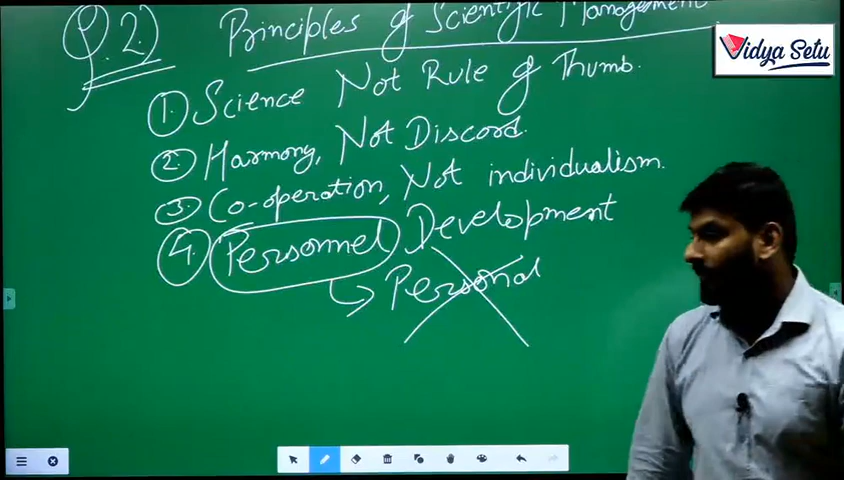 Q.2 Principles of Scientific Management
Vidya Setu
1. Science Not Rule of Thumb.
2. Harmony, Not Discord.
3. Co-operation, Not individualism.
4. Personnel Development
Personal